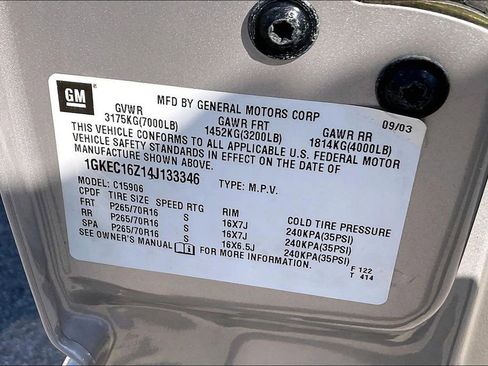 GM
MFD BY GENERAL MOTORS CORP 09/03
GVWR GAWR FRT GAWR RR
3175KG(7000LB) 1452KG(3200LB) 1814KG(4000LB)
THIS VEHICLE CONFORMS TO ALL APPLICABLE U.S. FEDERAL MOTOR
VEHICLE SAFETY STANDARDS IN EFFECT ON THE DATE OF
MANUFACTURE SHOWN ABOVE.
1GKEC16Z14J133346 TYPE: M.P.V.
MODEL: C15906
CPDF TIRE SIZE SPEED RTG RIM COLD TIRE PRESSURE
FRT P265/70R16 S 16X7J 240KPA(35PSI)
RR P265/70R16 S 16X7J 240KPA(35PSI)
SPA P265/70R16 S 16X6.5J 240KPA(35PSI)
SEE OWNER'S MANUAL FOR MORE INFORMATION.
F 122
T 414